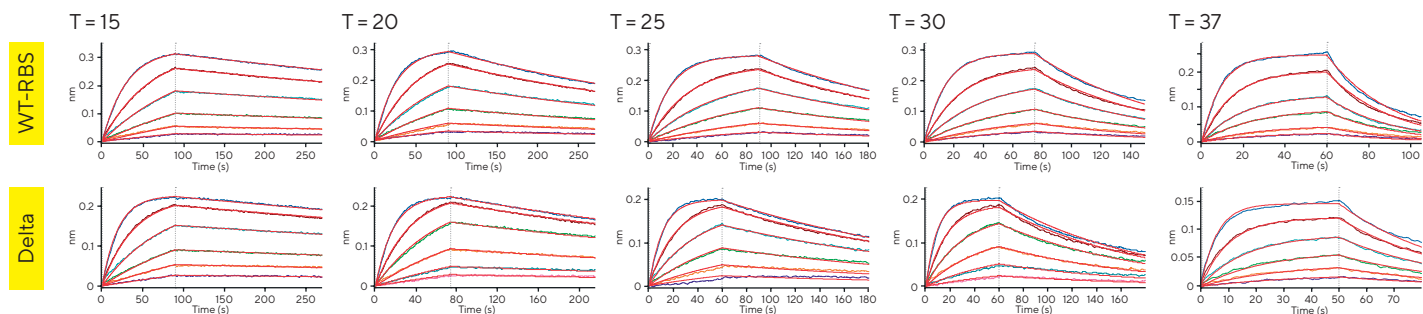 T = 15 T = 20 T = 25 T = 30 T = 37
WT-RBS
0.3 0.3 0.3 0.3
0.2 0.2 0.2 0.2 0.2
nm nm nm nm nm
0.1 0.1 0.1 0.1 0.1
0 0 0 0 0
0 50 100 150 200 250 0 50 100 150 200 250 0 20 40 60 80 100 120 140 160 180 0 20 40 60 80 100 120 140 0 20 40 60 80 100
Time (s) Time (s) Time (s) Time (s) Time (s)
Delta
0.2 0.2 0.2 0.2 0.15
nm nm nm nm nm
0.1 0.1 0.1 0.1 0.1
0.05
0 0 0 0 0
0 50 100 150 200 250 0 40 80 120 160 200 0 20 40 60 80 100 120 140 160 180 0 20 40 60 80 100 120 160 0 10 20 30 40 50 60 70
Time (s) Time (s) Time (s) Time (s) Time (s)